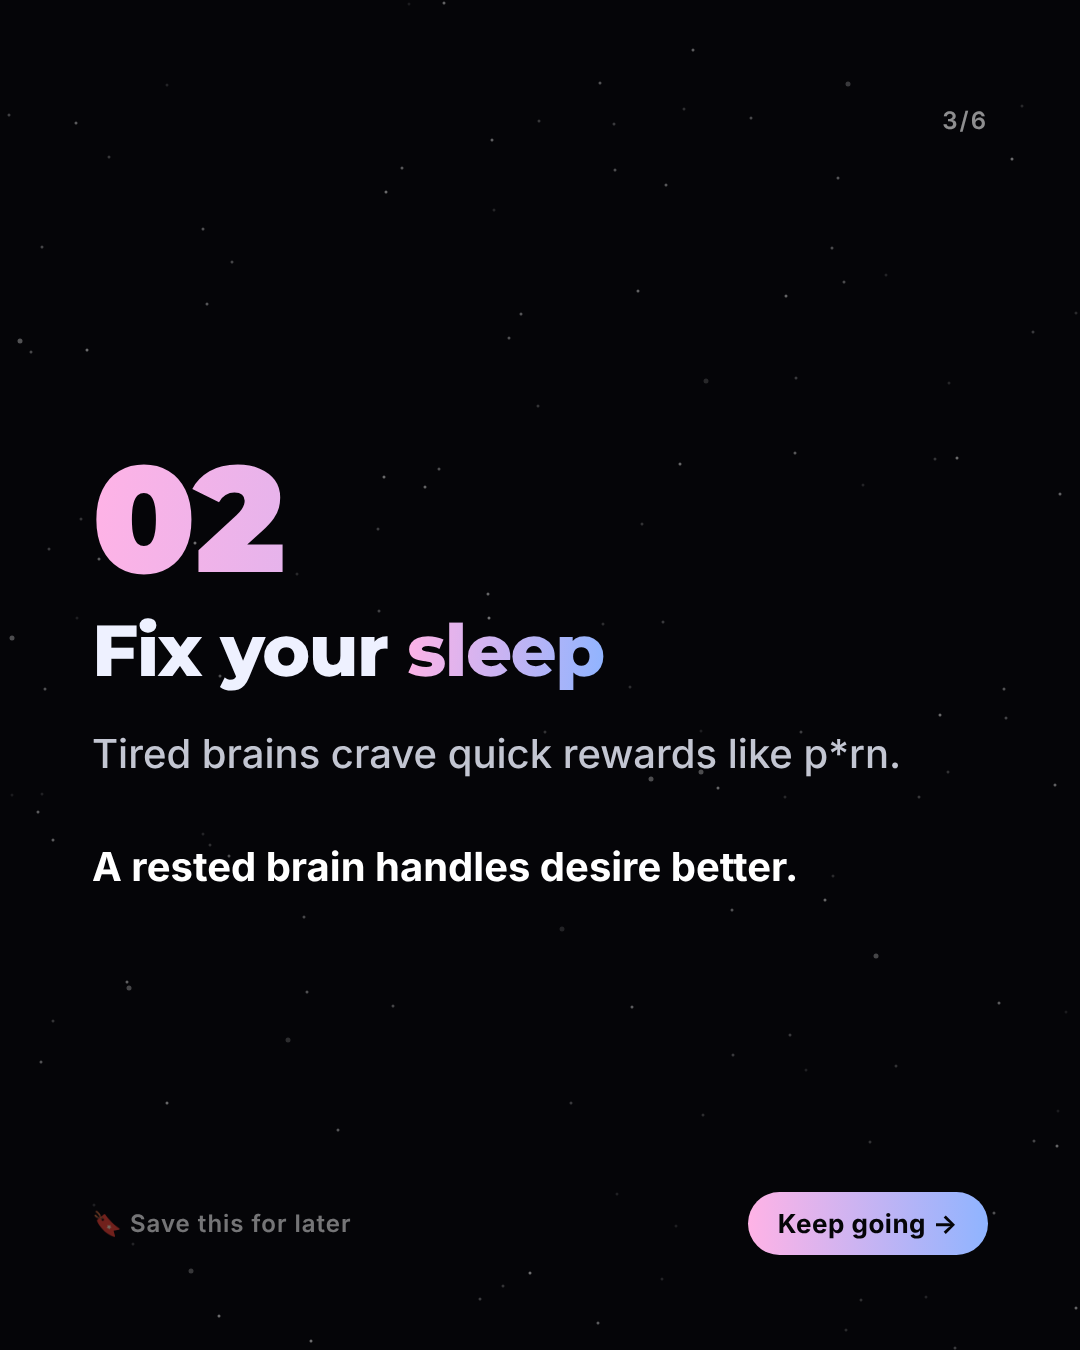 3/6
02
Fix your sleep
Tired brains crave quick rewards like p*rn.
A rested brain handles desire better.
🔖 Save this for later
Keep going →